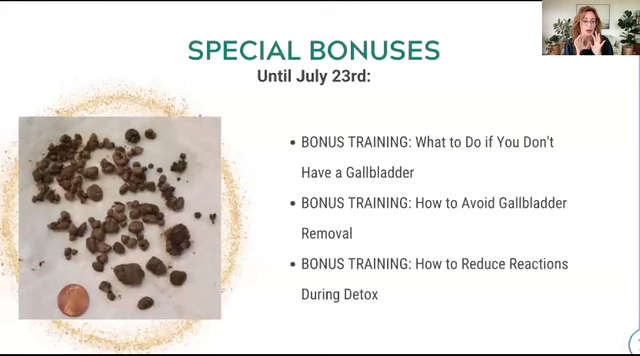 SPECIAL BONUSES
Until July 23rd:
• BONUS TRAINING: What to Do if You Don't
Have a Gallbladder
• BONUS TRAINING: How to Avoid Gallbladder
Removal
• BONUS TRAINING: How to Reduce Reactions
During Detox